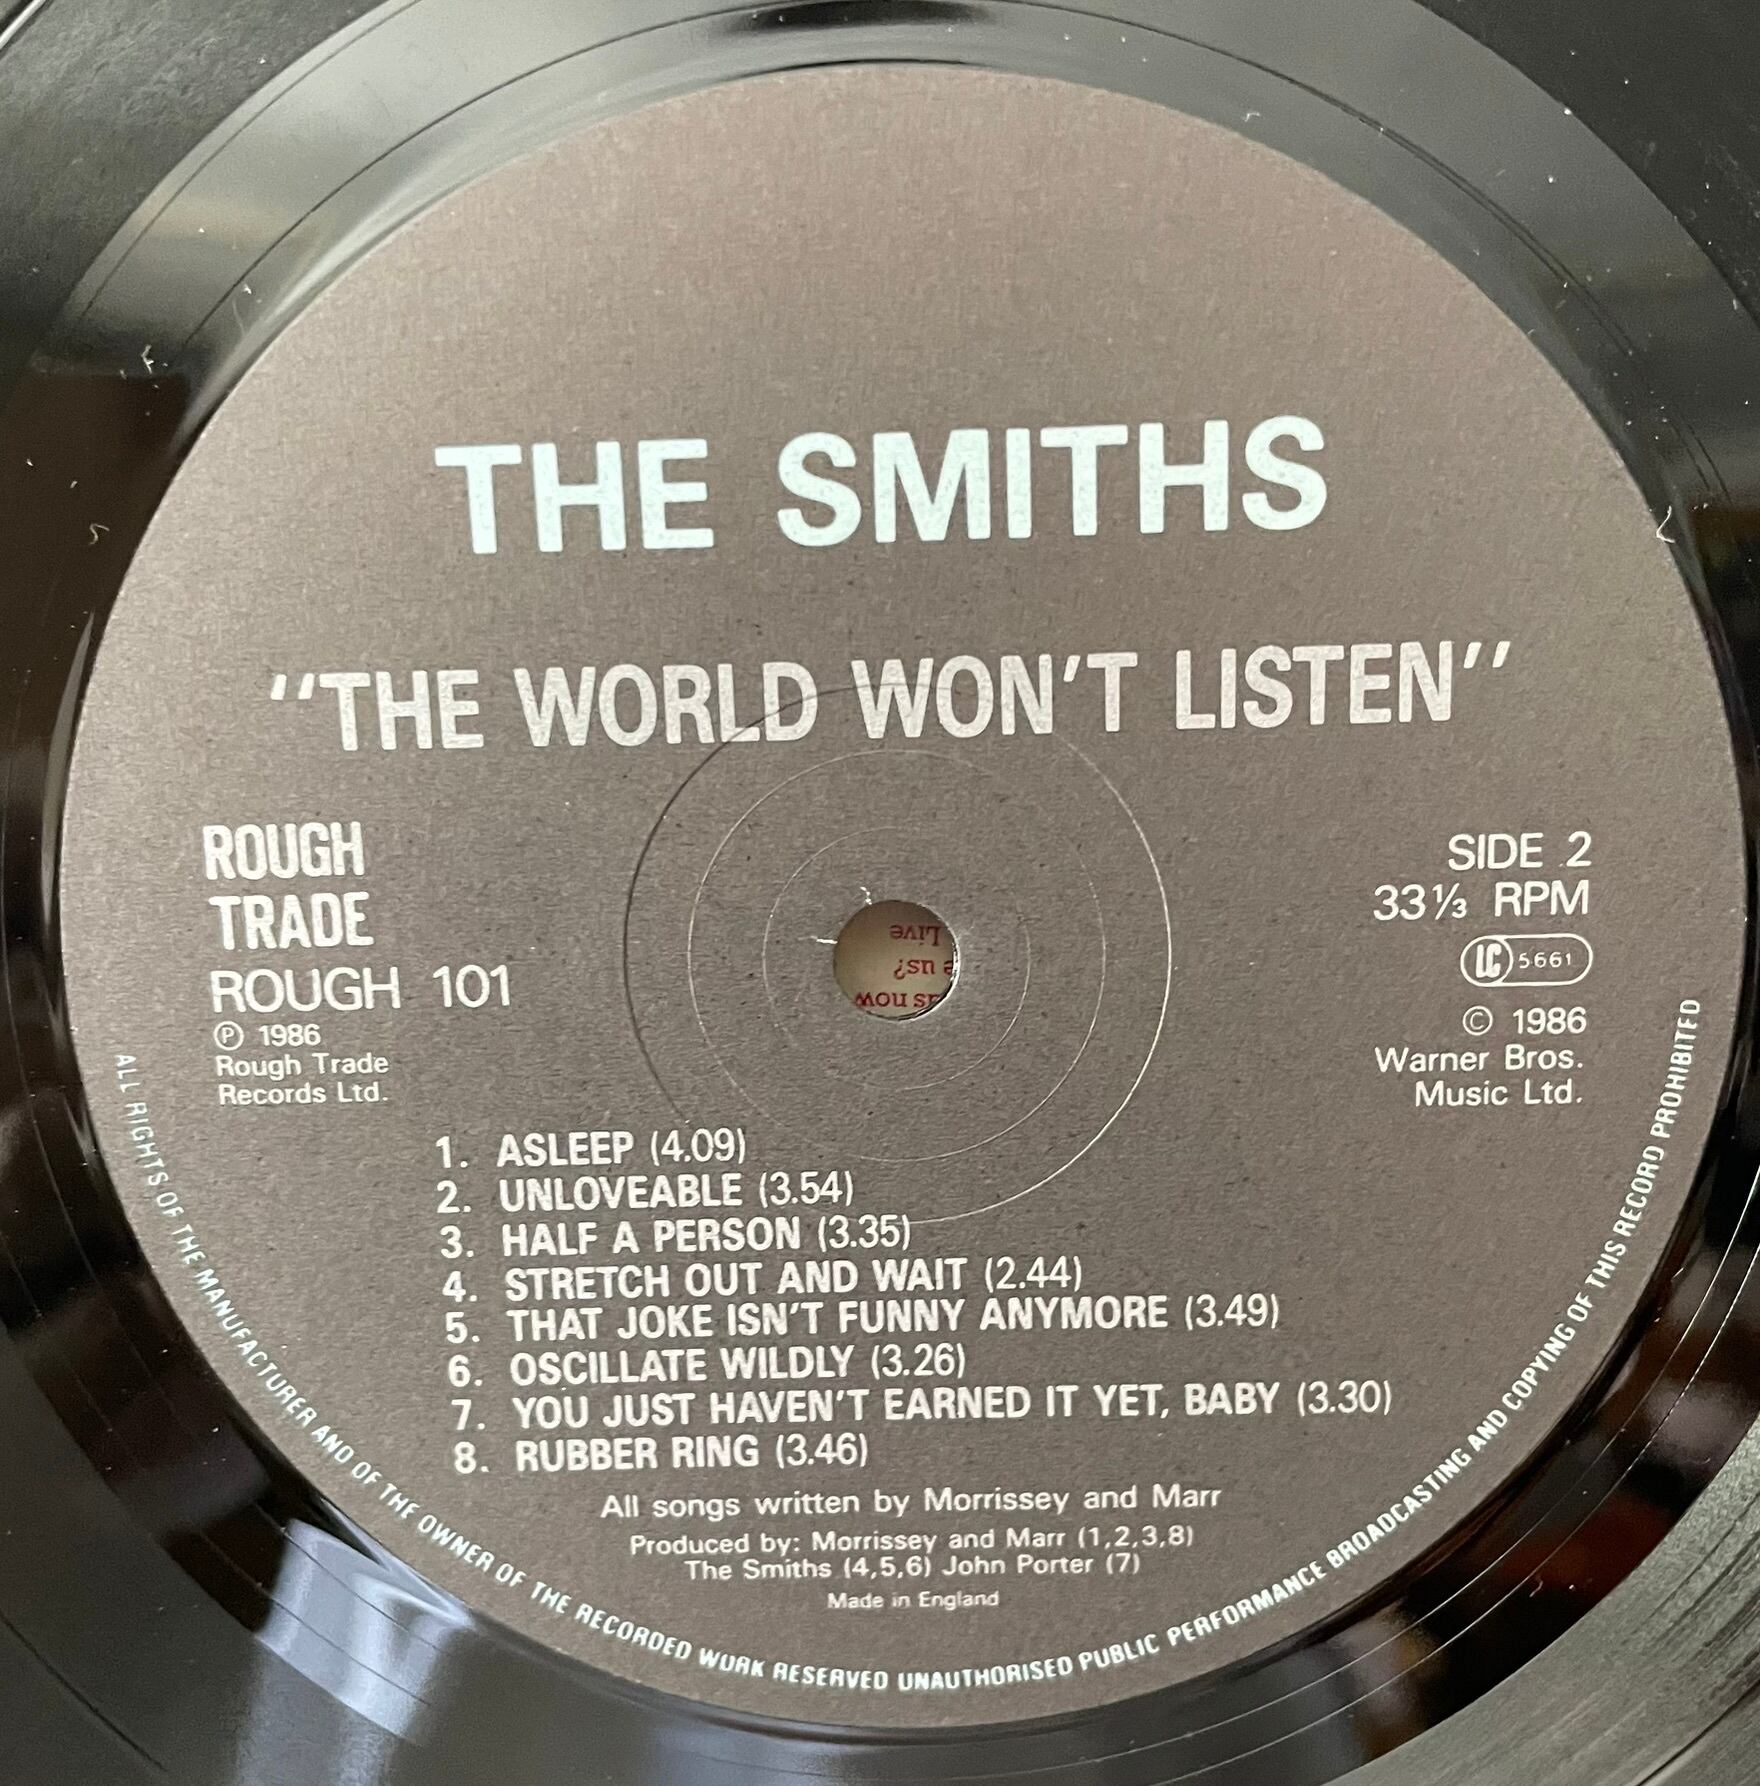 THE SMITHS
"THE WORLD WON'T LISTEN"
ROUGH
TRADE
ROUGH 101
℗ 1986
Rough Trade
Records Ltd.
SIDE 2
33⅓ RPM
LC 5661
© 1986
Warner Bros.
Music Ltd.
Live
us?
now
1. ASLEEP (4.09)
2. UNLOVEABLE (3.54)
3. HALF A PERSON (3.35)
4. STRETCH OUT AND WAIT (2.44)
5. THAT JOKE ISN'T FUNNY ANYMORE (3.49)
6. OSCILLATE WILDLY (3.26)
7. YOU JUST HAVEN'T EARNED IT YET, BABY (3.30)
8. RUBBER RING (3.46)
All songs written by Morrissey and Marr
Produced by: Morrissey and Marr (1,2,3,8)
The Smiths (4,5,6) John Porter (7)
Made in England
ALL RIGHTS OF THE MANUFACTURER AND OF THE OWNER OF THE RECORDED WORK RESERVED UNAUTHORISED PUBLIC PERFORMANCE BROADCASTING AND COPYING OF THIS RECORD PROHIBITED